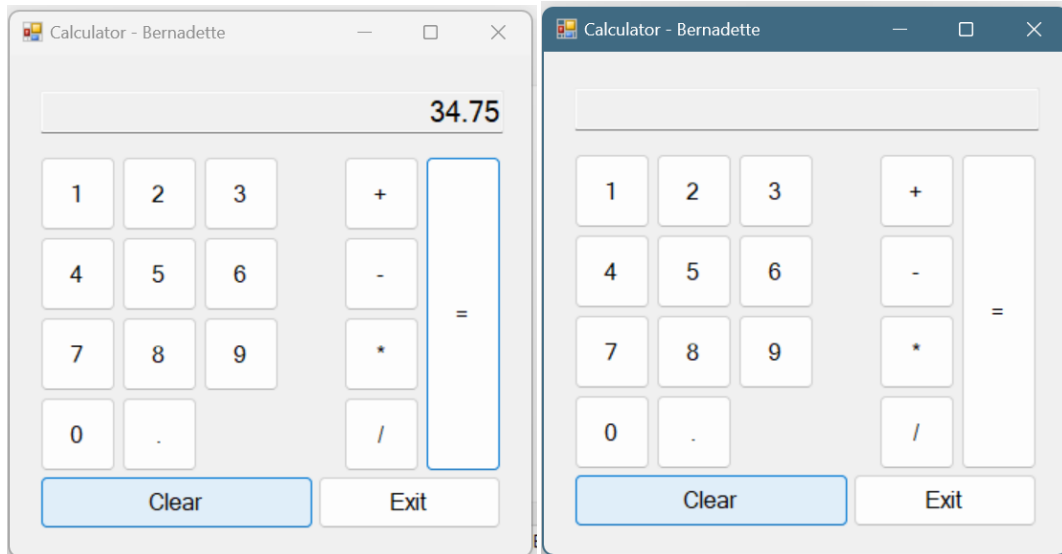 Calculator - Bernadette
34.75
1 2 3 +
4 5 6 -
=
7 8 9 *
0 . /
Clear Exit
Calculator - Bernadette
1 2 3 +
4 5 6 -
=
7 8 9 *
0 . /
Clear Exit